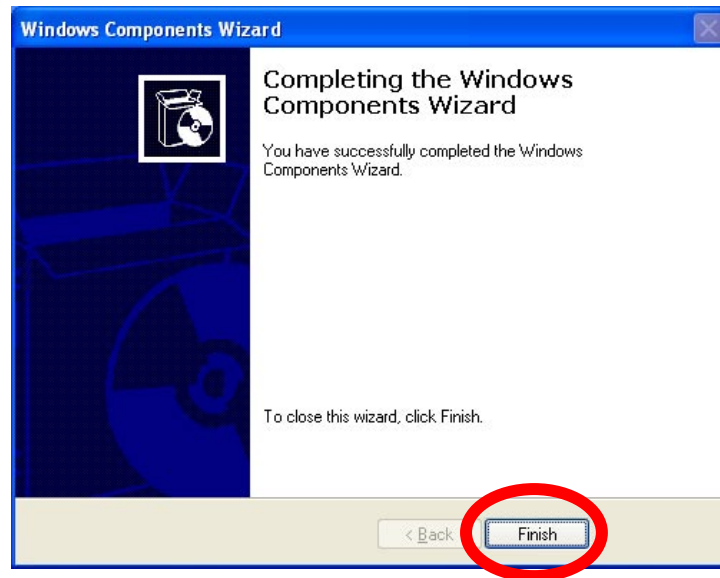 Windows Components Wizard
Completing the Windows
Components Wizard
You have successfully completed the Windows
Components Wizard.
To close this wizard, click Finish.
< Back
Finish